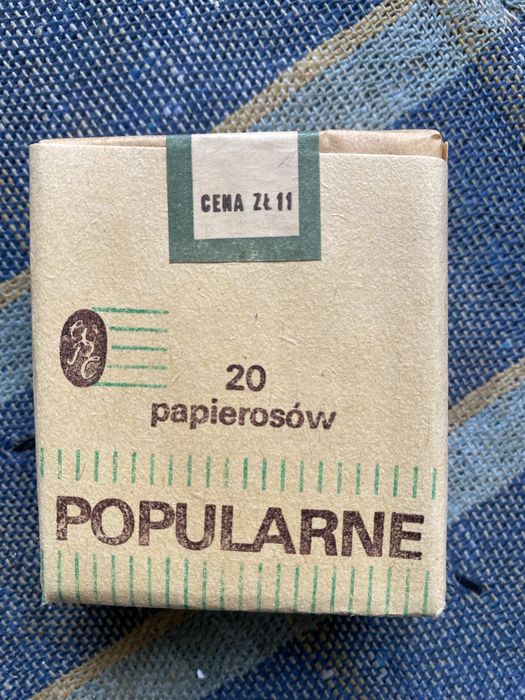 CENA ZŁ 11
20
papierosów
POPULARNE